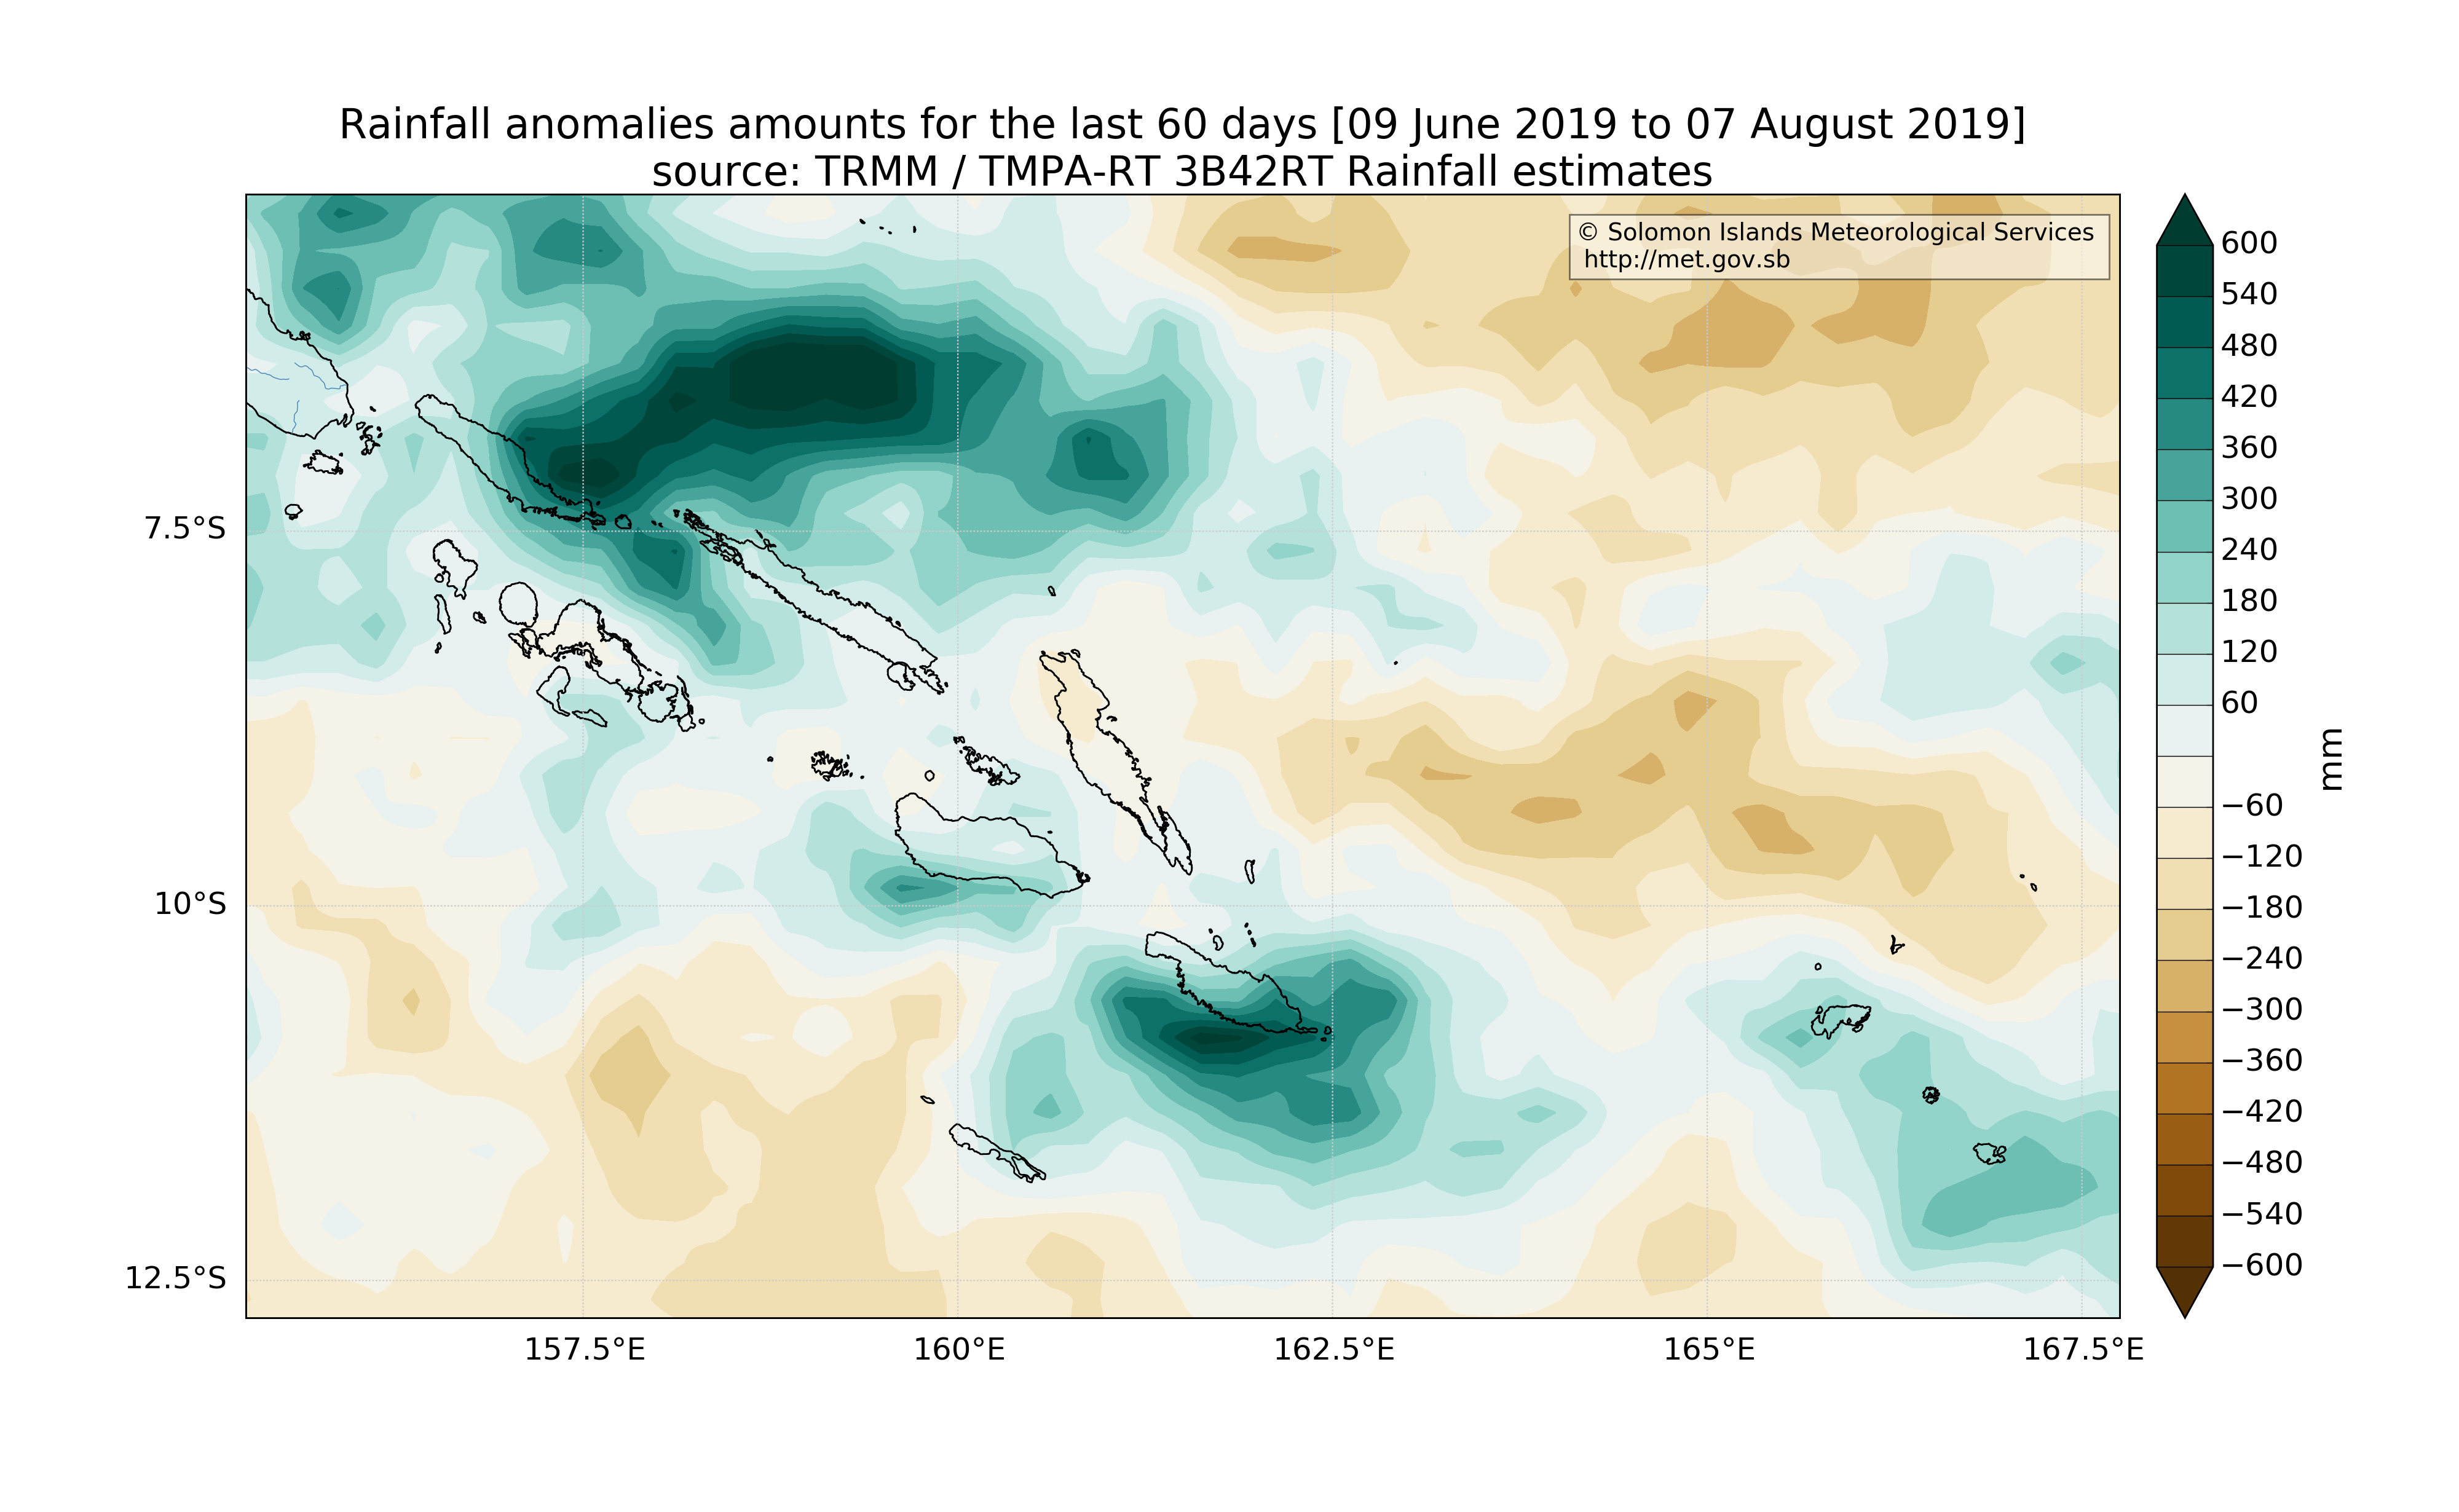 Rainfall anomalies amounts for the last 60 days [09 June 2019 to 07 August 2019]
source: TRMM / TMPA-RT 3B42RT Rainfall estimates
© Solomon Islands Meteorological Services
http://met.gov.sb
7.5°S
10°S
12.5°S
157.5°E
160°E
162.5°E
165°E
167.5°E
600
540
480
420
360
300
240
180
120
60
−60
−120
−180
−240
−300
−360
−420
−480
−540
−600
mm